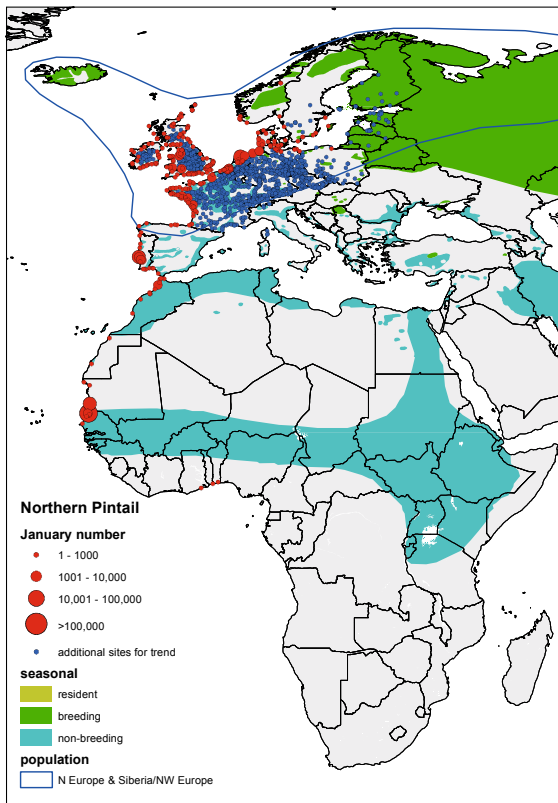 Northern Pintail
January number
1 - 1000
1001 - 10,000
10,001 - 100,000
>100,000
additional sites for trend
seasonal
resident
breeding
non-breeding
population
N Europe & Siberia/NW Europe